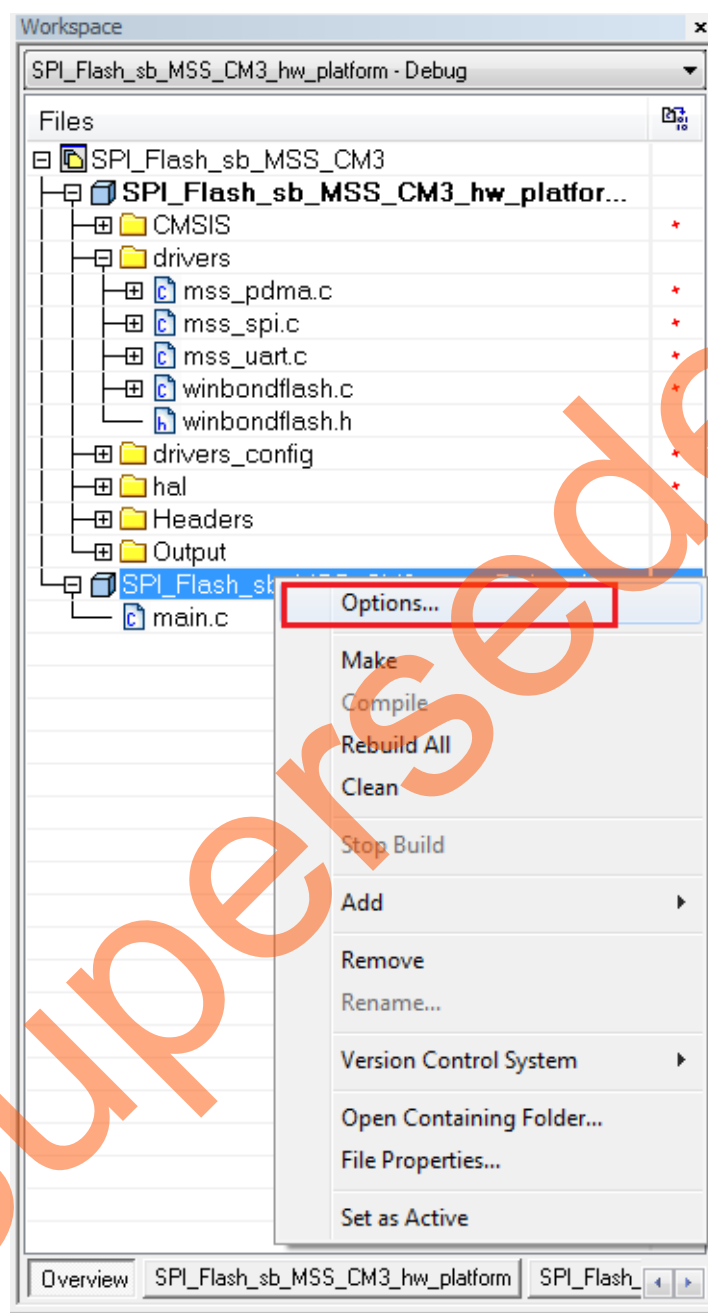 Workspace
SPI_Flash_sb_MSS_CM3_hw_platform - Debug
Files
SPI_Flash_sb_MSS_CM3
SPI_Flash_sb_MSS_CM3_hw_platfor...
CMSIS
drivers
mss_pdma.c
mss_spi.c
mss_uart.c
winbondflash.c
winbondflash.h
drivers_config
hal
Headers
Output
SPI_Flash_sb
main.c
Options...
Make
Compile
Rebuild All
Clean
Stop Build
Add
Remove
Rename...
Version Control System
Open Containing Folder...
File Properties...
Set as Active
Overview SPI_Flash_sb_MSS_CM3_hw_platform SPI_Flash_
Superseded